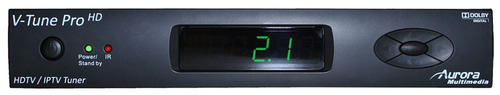 V-Tune Pro HD
Power/
Stand by
IR
HDTV / IPTV Tuner
2.1
DOLBY
DIGITAL
Aurora
Multimedia